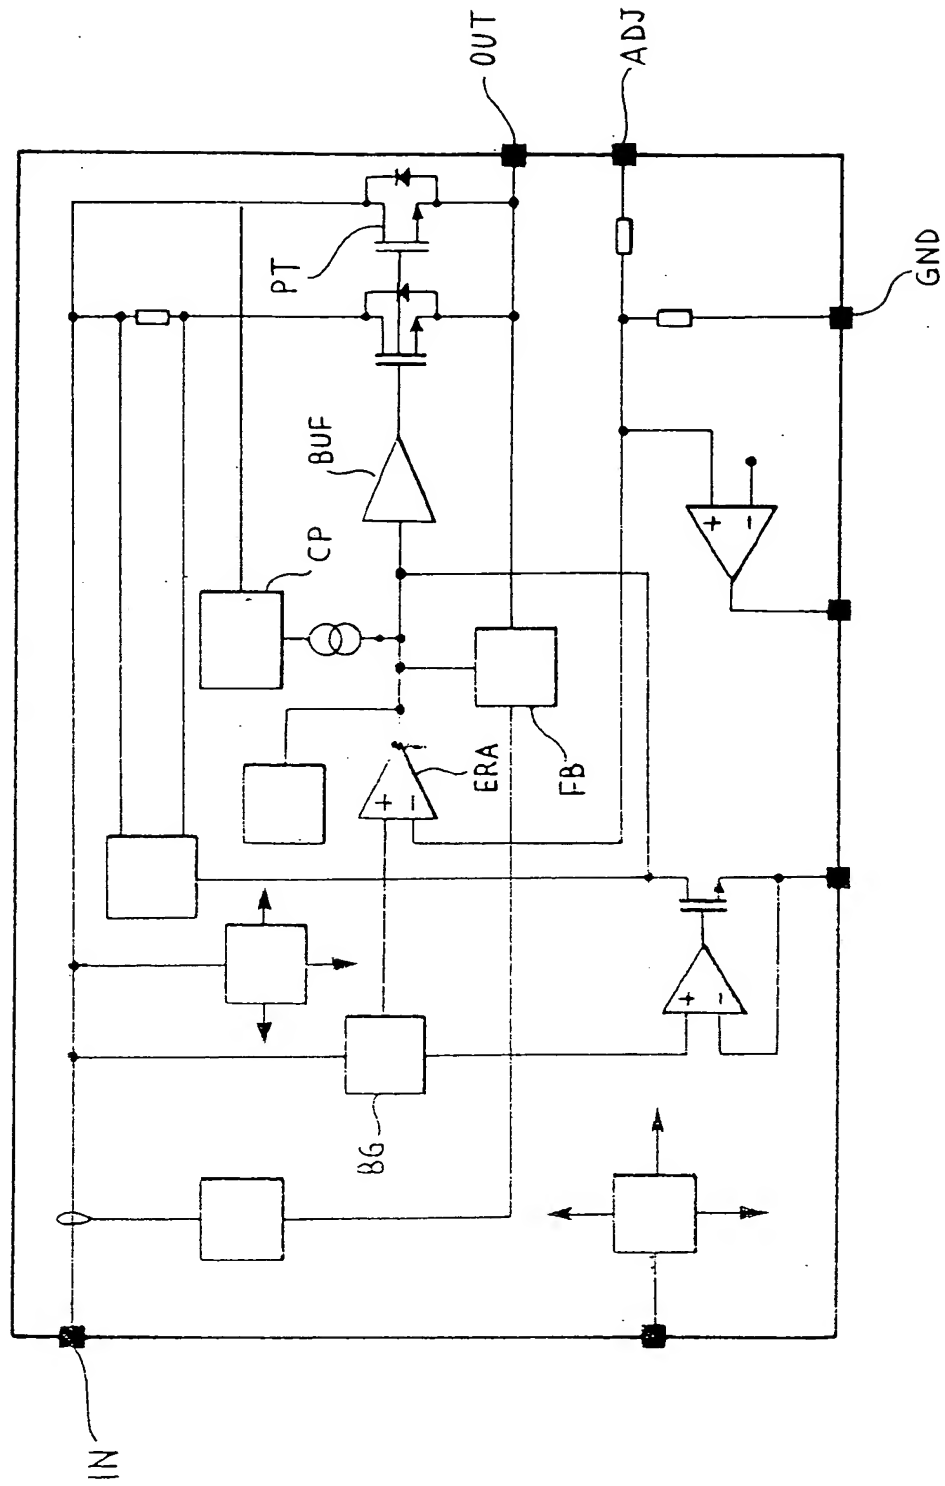 OUT
ADJ
PT
GND
BUF
CP
+
−
ERA
+
−
FB
+
−
BG
IN